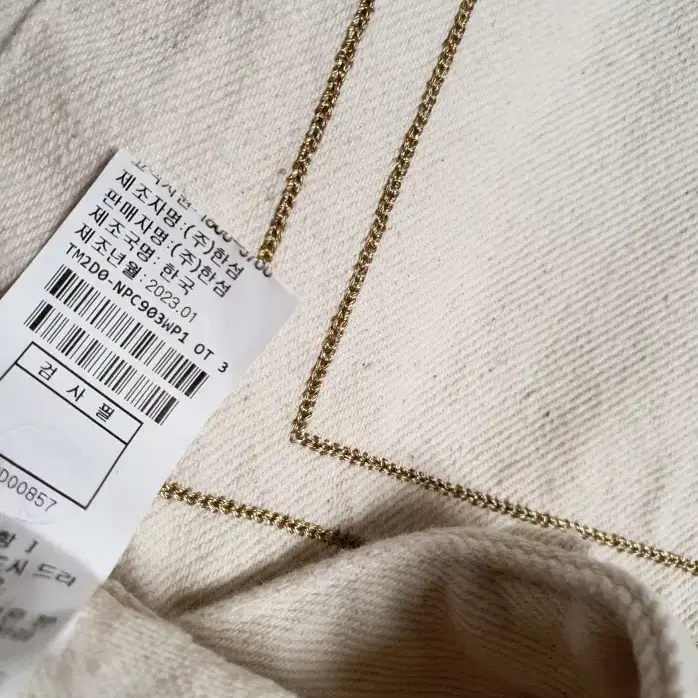 제조자명:(주)한섬
판매자명:(주)한섬
제조국명: 한국
제조년월: 2023.01
TM2D0-NPC903WP1 OT 3
검 사 필
D00857